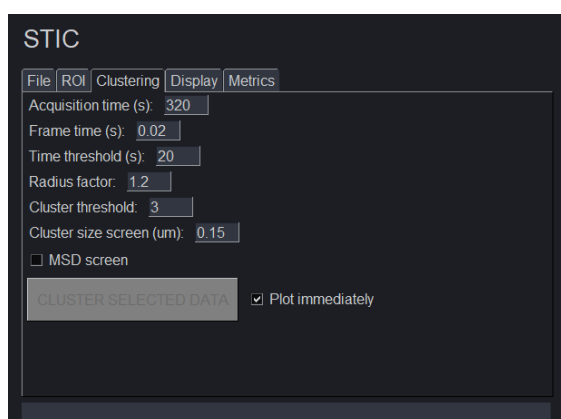 STIC
File ROI Clustering Display Metrics
Acquisition time (s): 320
Frame time (s): 0.02
Time threshold (s): 20
Radius factor: 1.2
Cluster threshold: 3
Cluster size screen (um): 0.15
MSD screen
CLUSTER SELECTED DATA Plot immediately